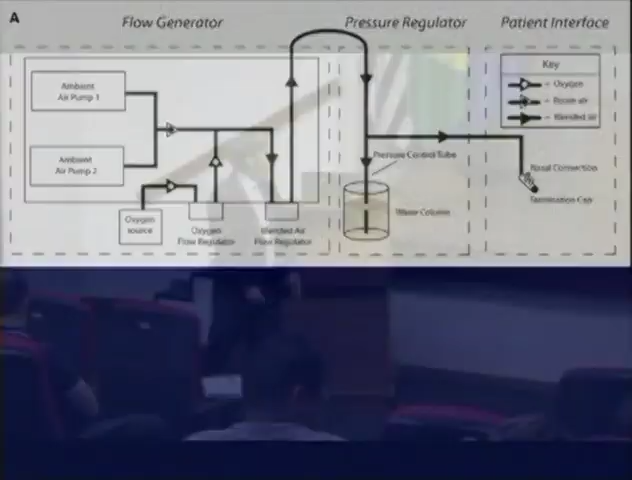 A
Flow Generator
Pressure Regulator
Patient Interface
Ambient
Air Pump 1
Ambient
Air Pump 2
Oxygen
source
Oxygen
Flow Regulator
Blended Air
Flow Regulator
Pressure Control Tube
Water Column
Key
= Oxygen
= Room air
= Blended air
Nasal Connection
Termination Cap